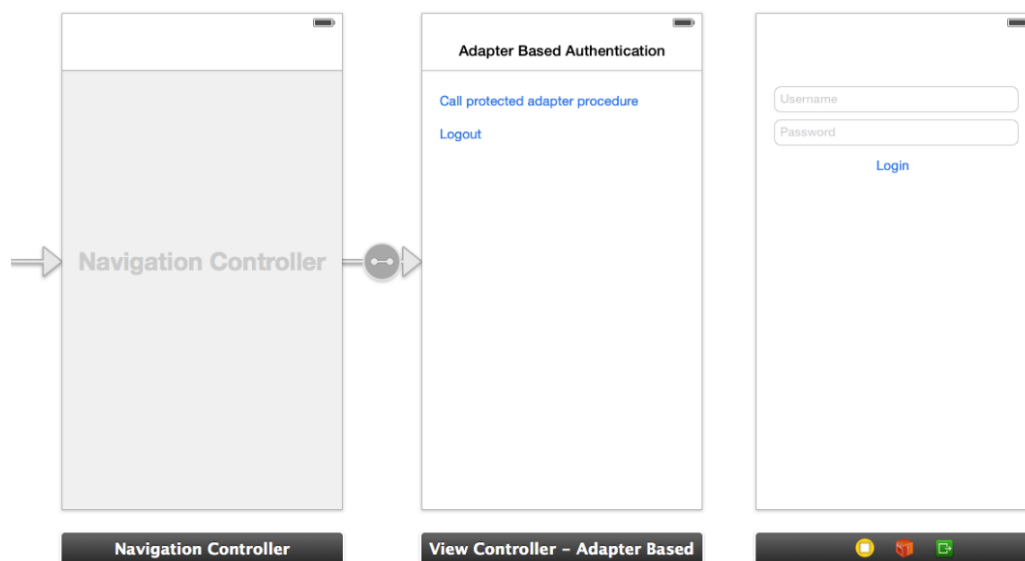 Adapter Based Authentication
Call protected adapter procedure
Logout
Username
Password
Login
Navigation Controller
Navigation Controller
View Controller – Adapter Based